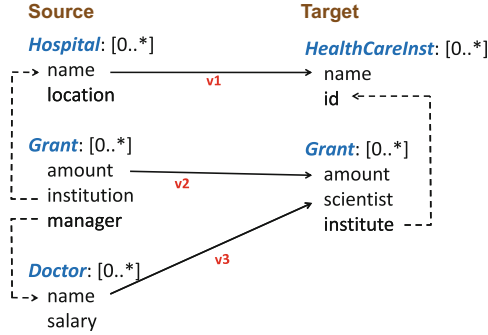 Source
Target
Hospital: [0..*]
name
location
HealthCareInst: [0..*]
name
id
v1
Grant: [0..*]
amount
institution
manager
Grant: [0..*]
amount
scientist
institute
v2
v3
Doctor: [0..*]
name
salary